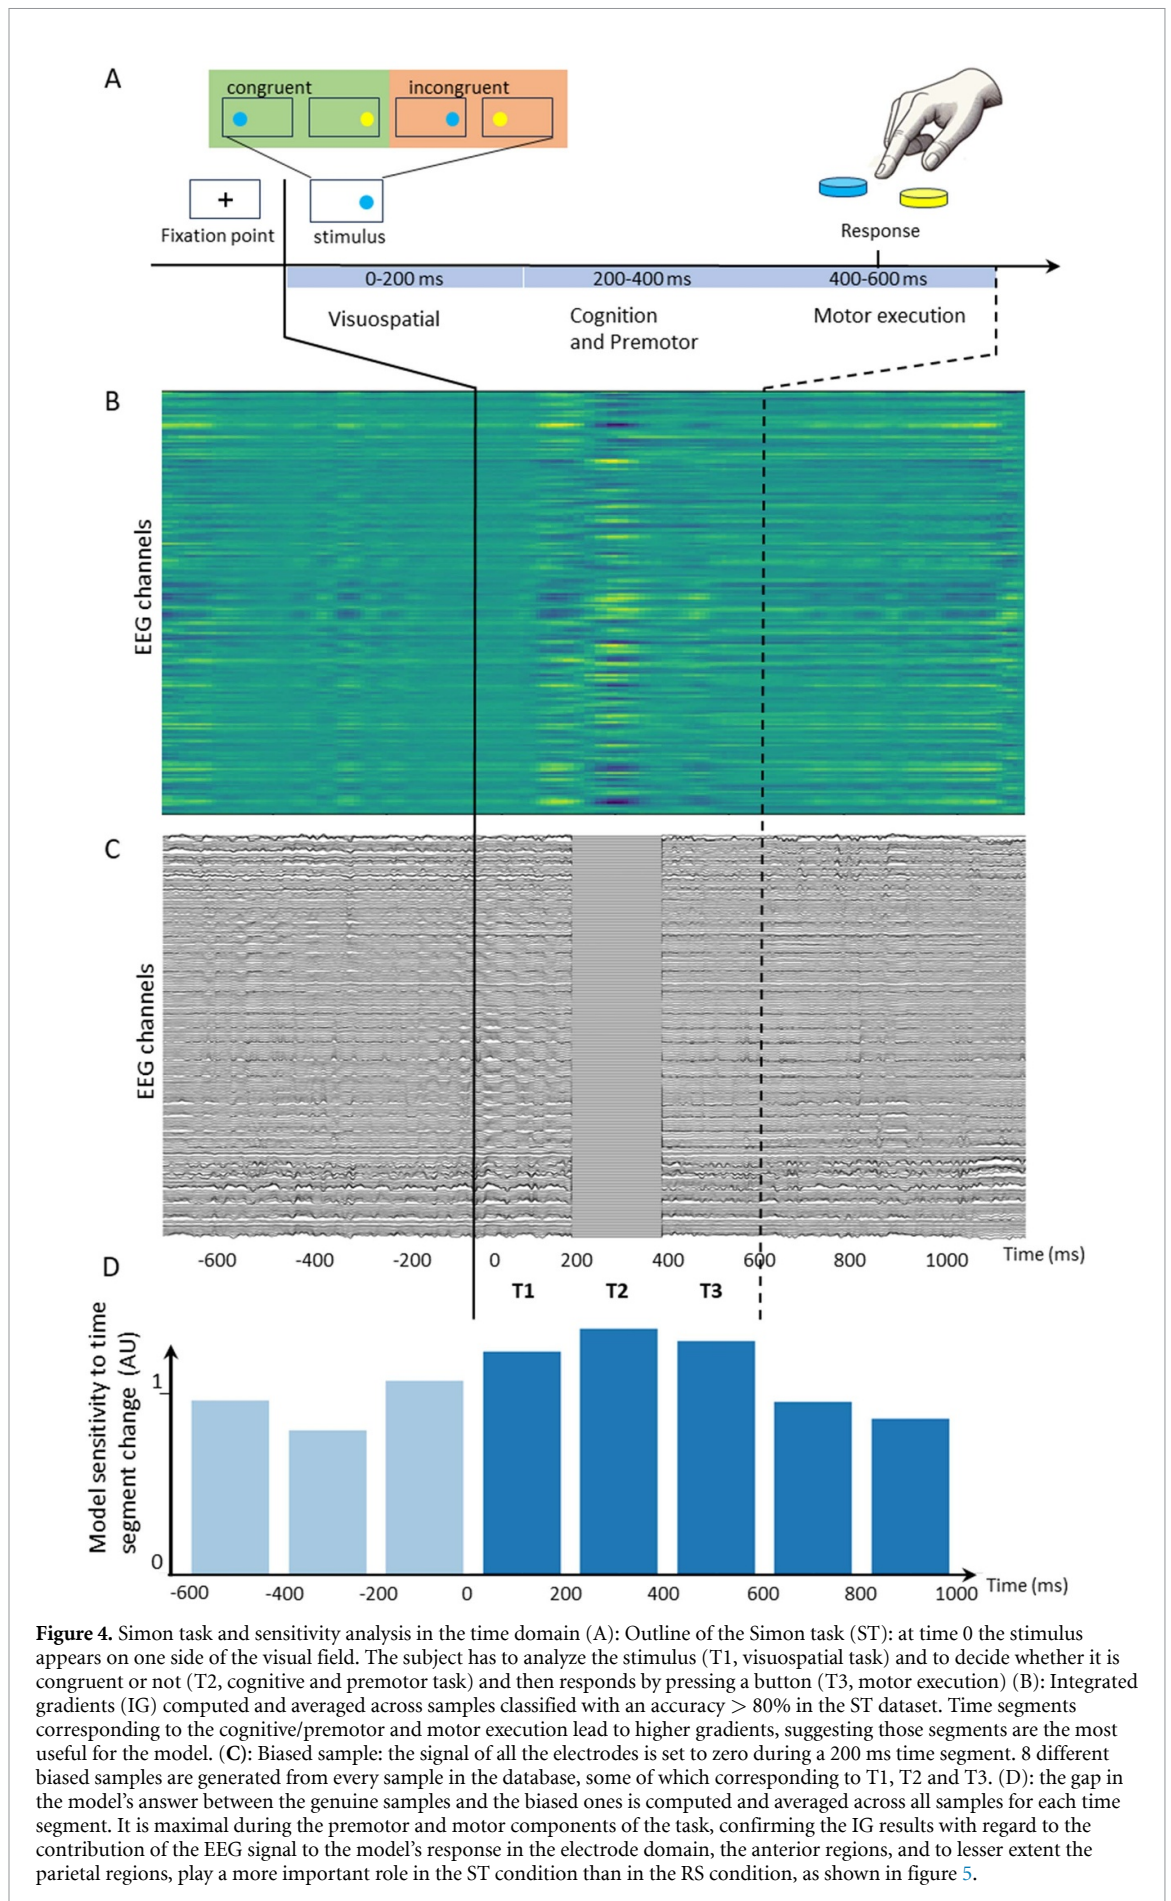 A
congruent
incongruent
Fixation point
stimulus
Response
0-200 ms
200-400 ms
400-600 ms
Visuospatial
Cognition
and Premotor
Motor execution
B
EEG channels
C
EEG channels
-600 -400 -200 0 200 400 600 800 1000 Time (ms)
T1 T2 T3
D
Model sensitivity to time
segment change (AU)
1
0
-600 -400 -200 0 200 400 600 800 1000 Time (ms)
Figure 4. Simon task and sensitivity analysis in the time domain (A): Outline of the Simon task (ST): at time 0 the stimulus
appears on one side of the visual field. The subject has to analyze the stimulus (T1, visuospatial task) and to decide whether it is
congruent or not (T2, cognitive and premotor task) and then responds by pressing a button (T3, motor execution) (B): Integrated
gradients (IG) computed and averaged across samples classified with an accuracy > 80% in the ST dataset. Time segments
corresponding to the cognitive/premotor and motor execution lead to higher gradients, suggesting those segments are the most
useful for the model. (C): Biased sample: the signal of all the electrodes is set to zero during a 200 ms time segment. 8 different
biased samples are generated from every sample in the database, some of which corresponding to T1, T2 and T3. (D): the gap in
the model's answer between the genuine samples and the biased ones is computed and averaged across all samples for each time
segment. It is maximal during the premotor and motor components of the task, confirming the IG results with regard to the
contribution of the EEG signal to the model's response in the electrode domain, the anterior regions, and to lesser extent the
parietal regions, play a more important role in the ST condition than in the RS condition, as shown in figure 5.